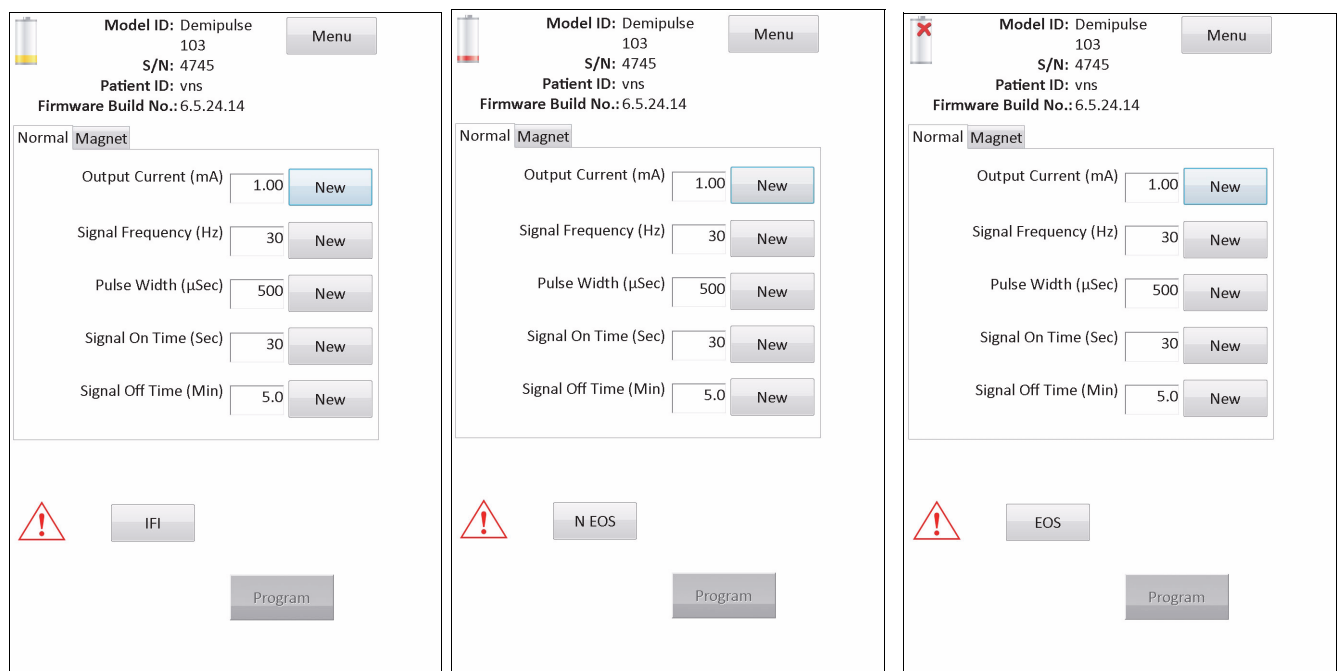 Model ID: Demipulse
103
S/N: 4745
Patient ID: vns
Firmware Build No.: 6.5.24.14
Menu
Normal Magnet
Output Current (mA) 1.00 New
Signal Frequency (Hz) 30 New
Pulse Width (µSec) 500 New
Signal On Time (Sec) 30 New
Signal Off Time (Min) 5.0 New
! IFI
Program
Model ID: Demipulse
103
S/N: 4745
Patient ID: vns
Firmware Build No.: 6.5.24.14
Menu
Normal Magnet
Output Current (mA) 1.00 New
Signal Frequency (Hz) 30 New
Pulse Width (µSec) 500 New
Signal On Time (Sec) 30 New
Signal Off Time (Min) 5.0 New
! N EOS
Program
Model ID: Demipulse
103
S/N: 4745
Patient ID: vns
Firmware Build No.: 6.5.24.14
Menu
Normal Magnet
Output Current (mA) 1.00 New
Signal Frequency (Hz) 30 New
Pulse Width (µSec) 500 New
Signal On Time (Sec) 30 New
Signal Off Time (Min) 5.0 New
! EOS
Program